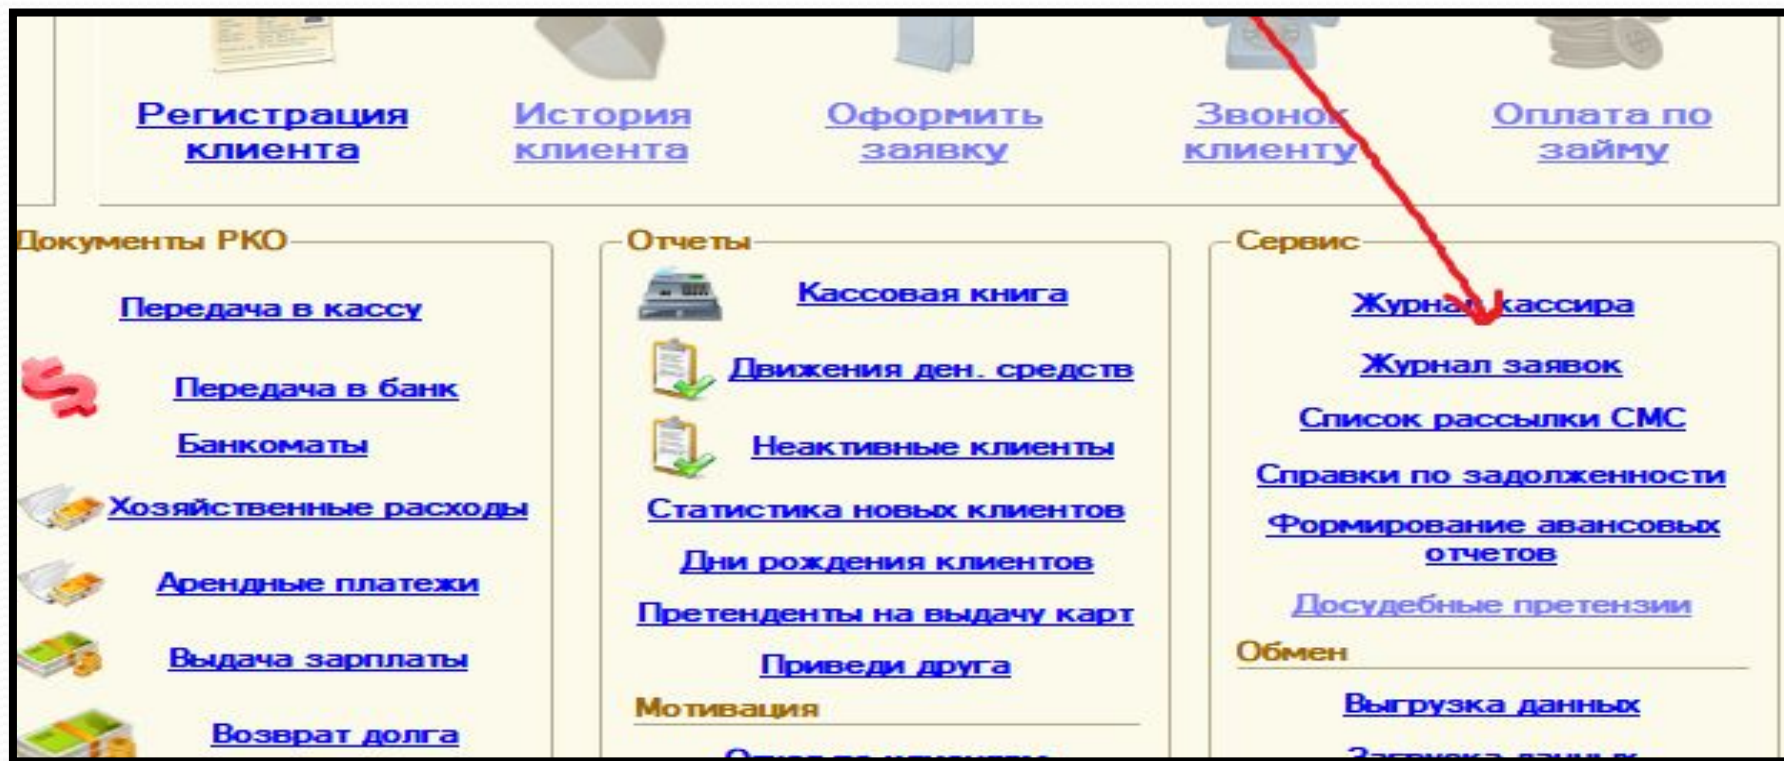 Регистрация
клиента
История
клиента
Оформить
заявку
Звонок
клиенту
Оплата по
займу
Документы РКО
Передача в кассу
Передача в банк
Банкоматы
Хозяйственные расходы
Арендные платежи
Выдача зарплаты
Возврат долга
Отчеты
Кассовая книга
Движения ден. средств
Неактивные клиенты
Статистика новых клиентов
Дни рождения клиентов
Претенденты на выдачу карт
Приведи друга
Мотивация
Сервис
Журнал кассира
Журнал заявок
Список рассылки СМС
Справки по задолженности
Формирование авансовых
отчетов
Досудебные претензии
Обмен
Выгрузка данных
Загрузка данных